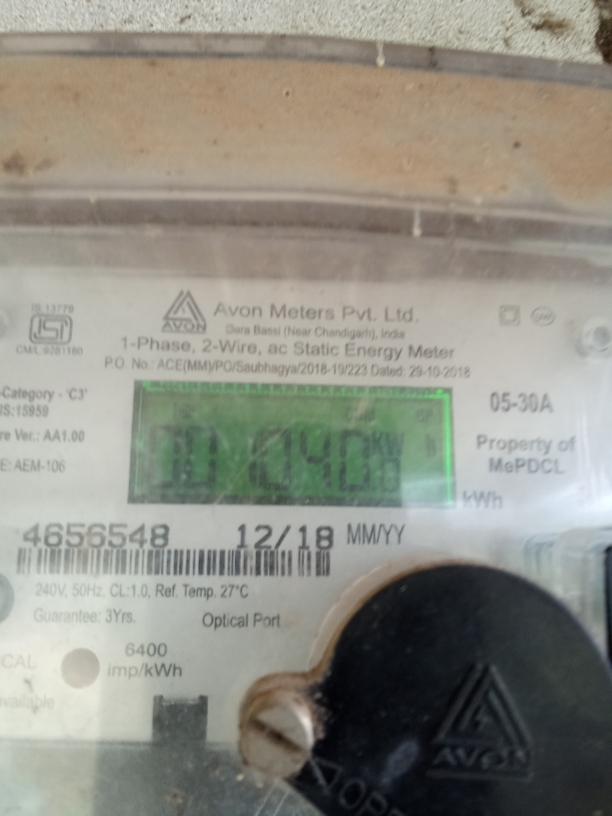 IS:13779
ISI
CM/L 9281180
AVON
Avon Meters Pvt. Ltd.
Dera Bassi (Near Chandigarh), India
1-Phase, 2-Wire, ac Static Energy Meter
P.O. No.: ACE(MM)/PO/Saubhagya/2018-19/223 Dated: 29-10-2018
-Category - 'C3'
IS:15959
re Ver.: AA1.00
E: AEM-106
kW
h
05-30A
Property of
MePDCL
kWh
4656548 12/18 MM/YY
240V, 50Hz, CL:1.0, Ref. Temp. 27°C
Guarantee: 3Yrs.
Optical Port
CAL
6400
imp/kWh
available
AVON